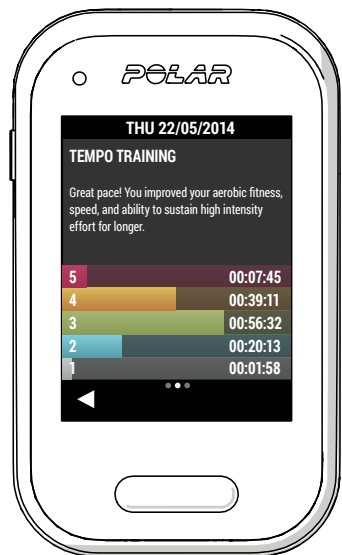 POLAR
THU 22/05/2014
TEMPO TRAINING
Great pace! You improved your aerobic fitness,
speed, and ability to sustain high intensity
effort for longer.
5 00:07:45
4 00:39:11
3 00:56:32
2 00:20:13
1 00:01:58